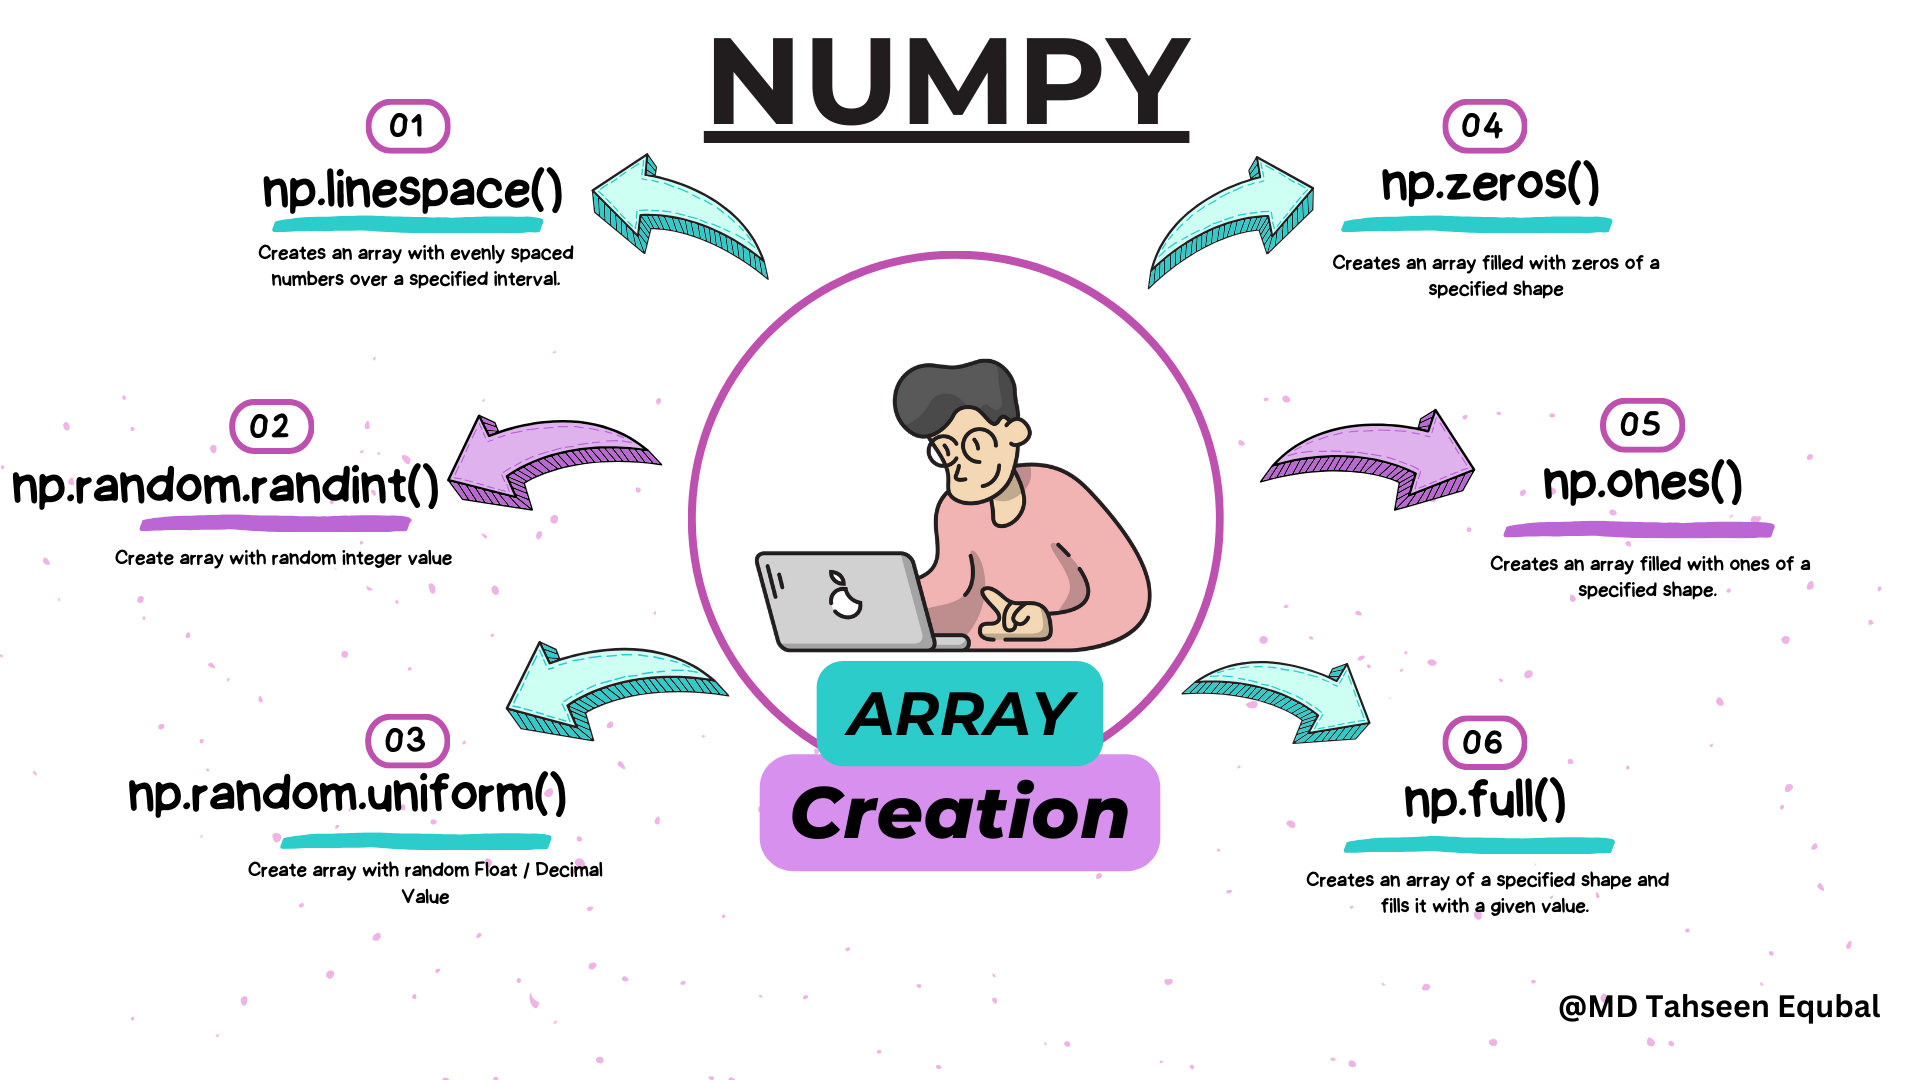 NUMPY
01
np.linespace()
Creates an array with evenly spaced
numbers over a specified interval.
02
np.random.randint()
Create array with random integer value
03
np.random.uniform()
Create array with random Float / Decimal
Value
ARRAY
Creation
04
np.zeros()
Creates an array filled with zeros of a
specified shape
05
np.ones()
Creates an array filled with ones of a
specified shape.
06
np.full()
Creates an array of a specified shape and
fills it with a given value.
@MD Tahseen Equbal